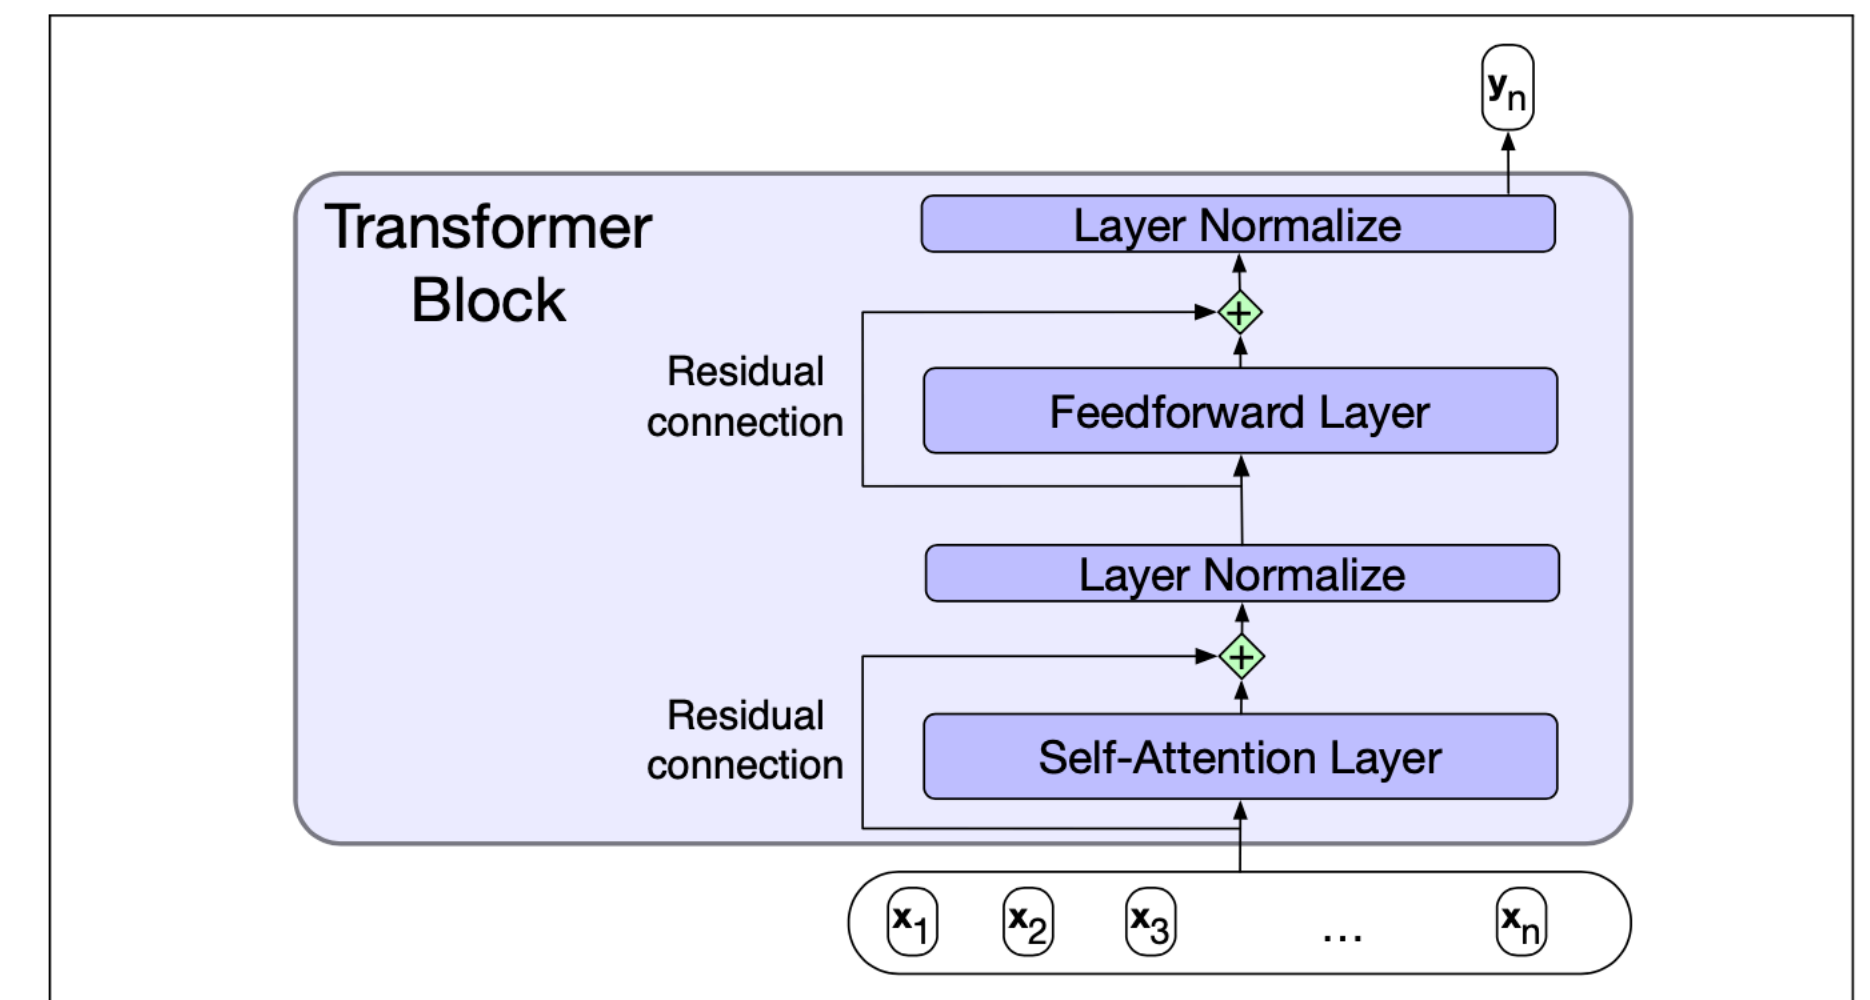 yn
Transformer
Block
Layer Normalize
+
Residual
connection
Feedforward Layer
Layer Normalize
+
Residual
connection
Self-Attention Layer
x1 x2 x3 ... xn